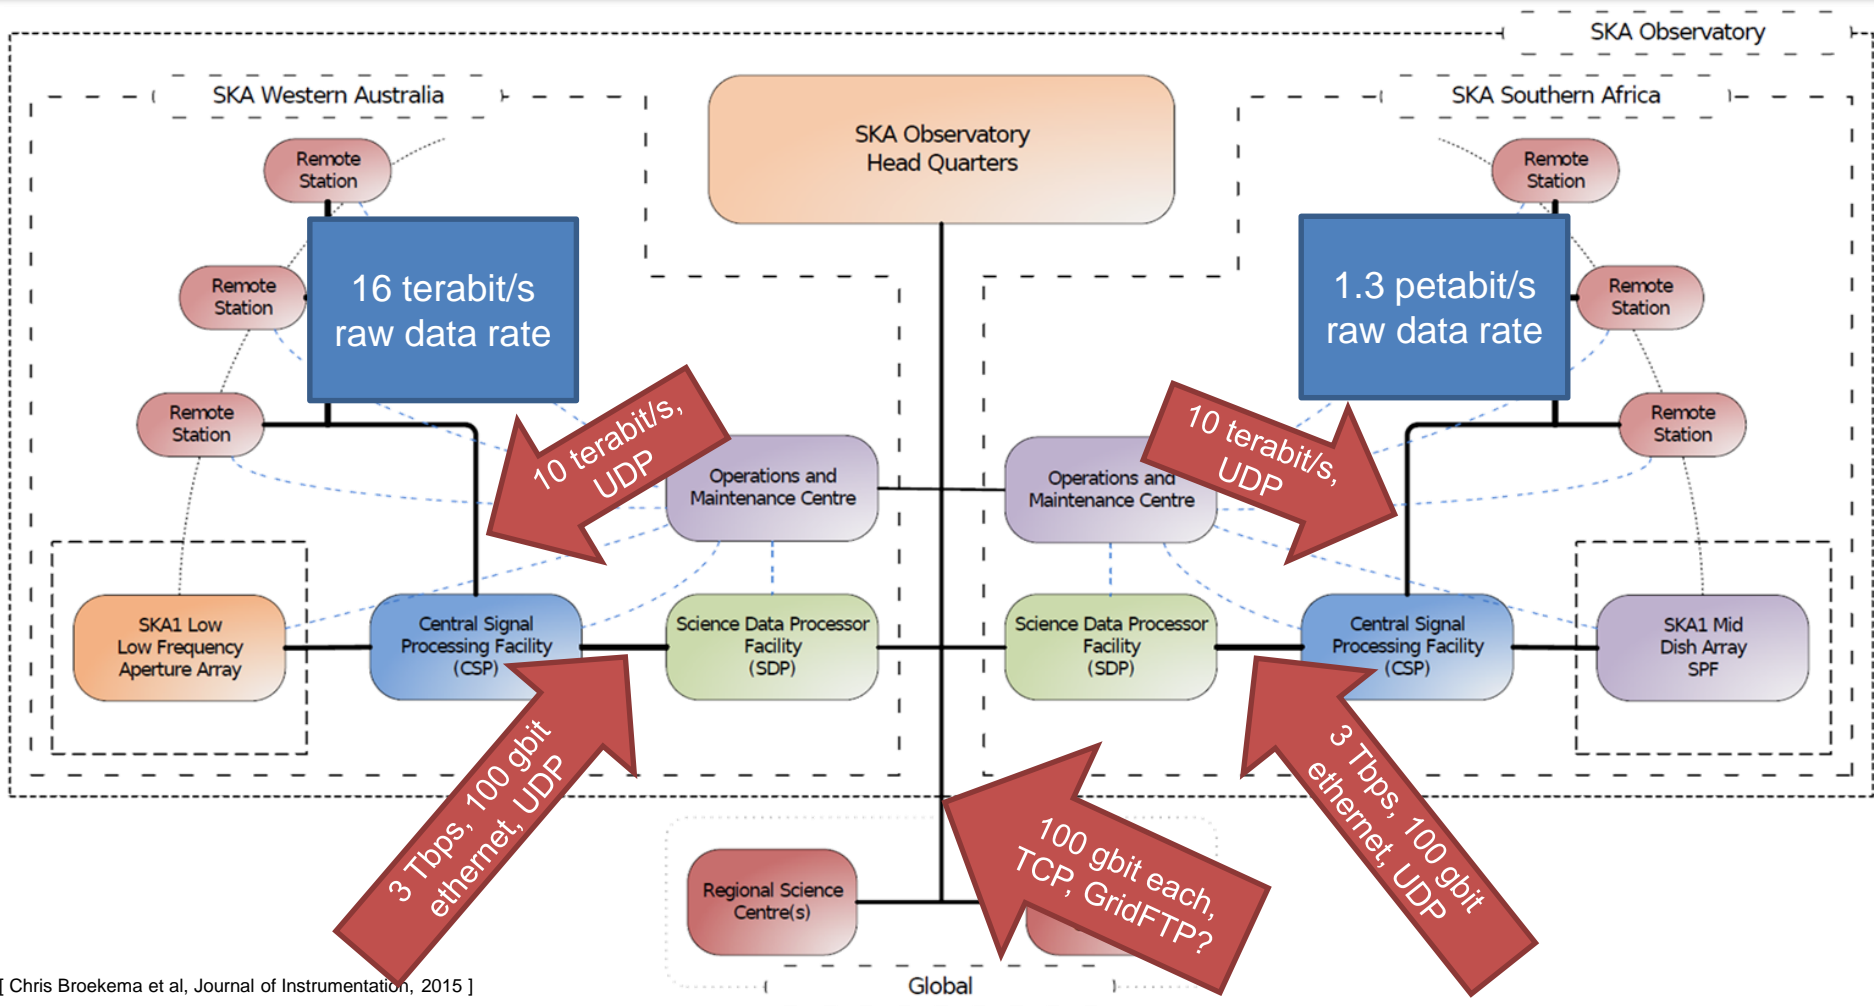 SKA Observatory
SKA Western Australia
SKA Southern Africa
SKA Observatory
Head Quarters
Remote
Station
Remote
Station
16 terabit/s
raw data rate
1.3 petabit/s
raw data rate
Remote
Station
Remote
Station
Remote
Station
Remote
Station
10 terabit/s,
UDP
10 terabit/s,
UDP
Operations and
Maintenance Centre
Operations and
Maintenance Centre
SKA1 Low
Low Frequency
Aperture Array
Central Signal
Processing Facility
(CSP)
Science Data Processor
Facility
(SDP)
Science Data Processor
Facility
(SDP)
Central Signal
Processing Facility
(CSP)
SKA1 Mid
Dish Array
SPF
3 Tbps, 100 gbit
ethernet, UDP
3 Tbps, 100 gbit
ethernet, UDP
100 gbit each,
TCP, GridFTP?
Regional Science
Centre(s)
Global
[ Chris Broekema et al, Journal of Instrumentation, 2015 ]